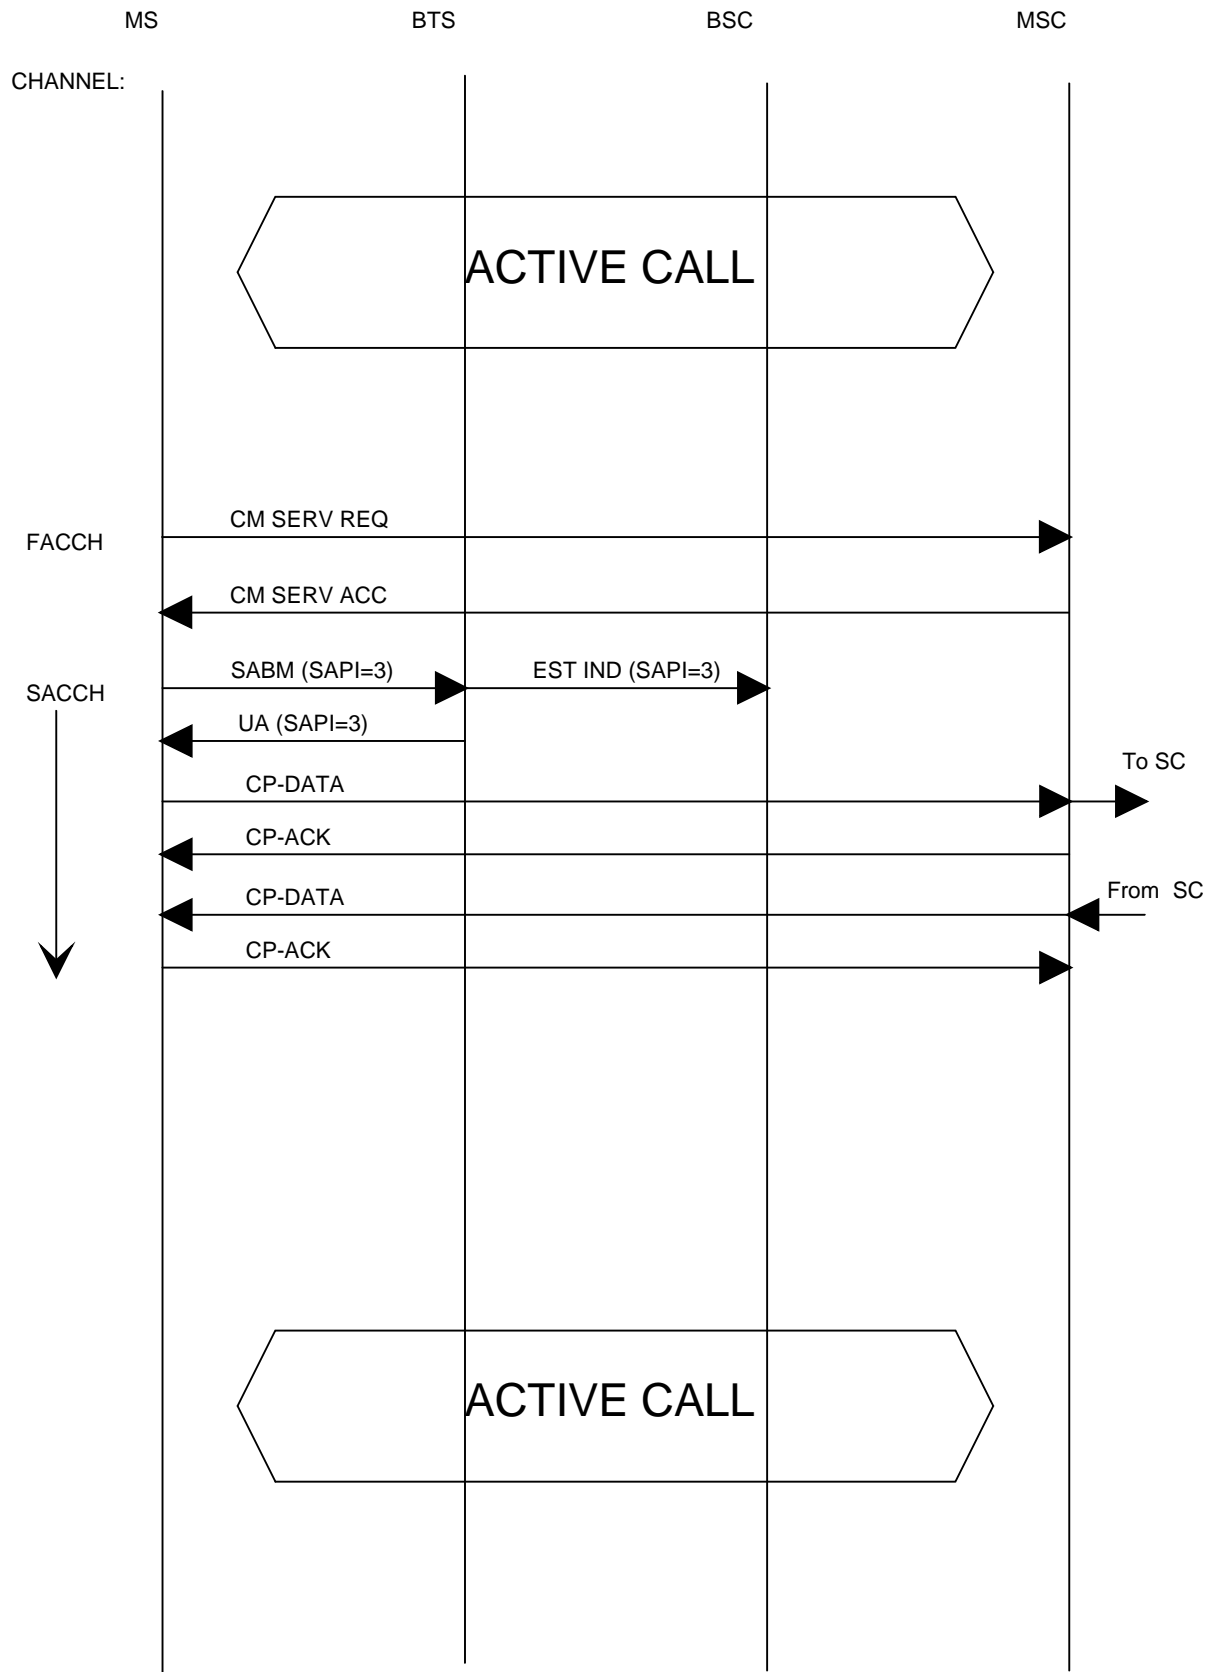 MS BTS BSC MSC
CHANNEL:
ACTIVE CALL
CM SERV REQ
FACCH
CM SERV ACC
SABM (SAPI=3) EST IND (SAPI=3)
SACCH
UA (SAPI=3)
To SC
CP-DATA
CP-ACK
From SC
CP-DATA
CP-ACK
ACTIVE CALL